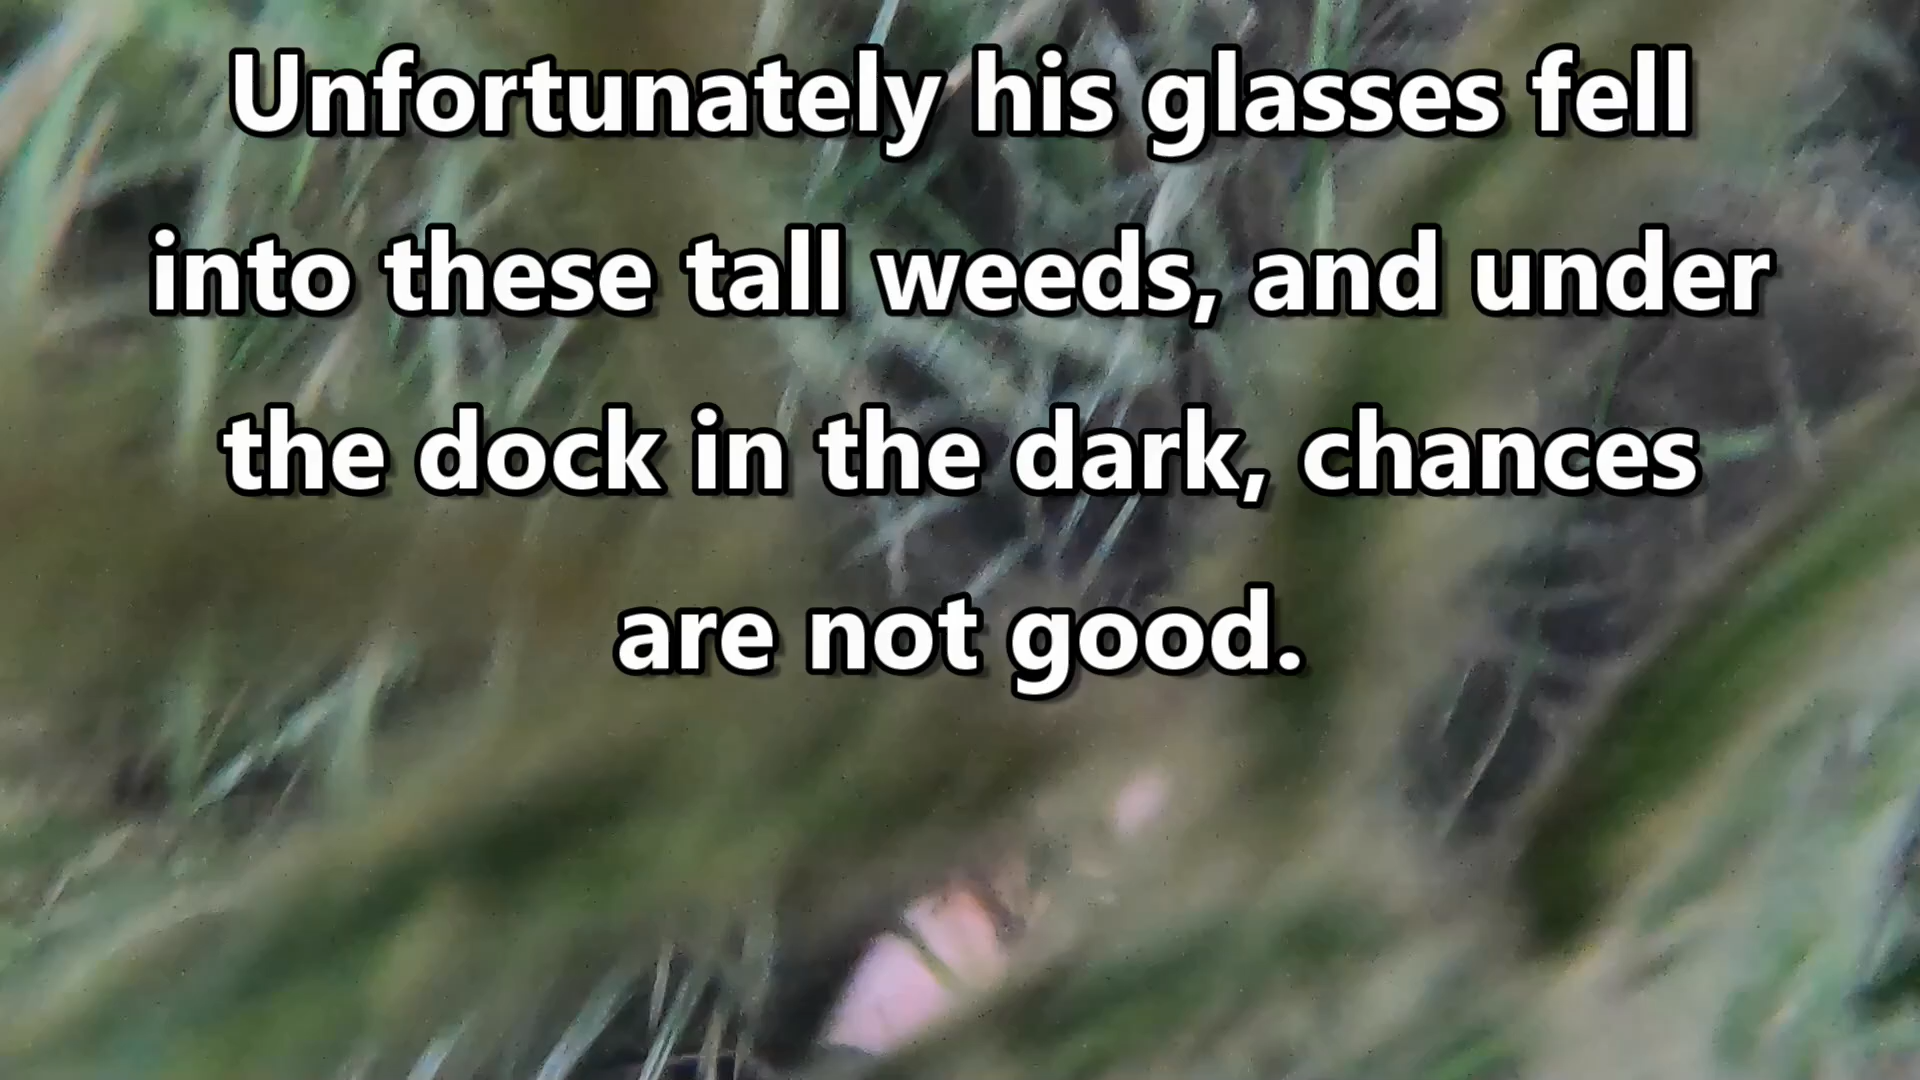 Unfortunately his glasses fell
into these tall weeds, and under
the dock in the dark, chances
are not good.